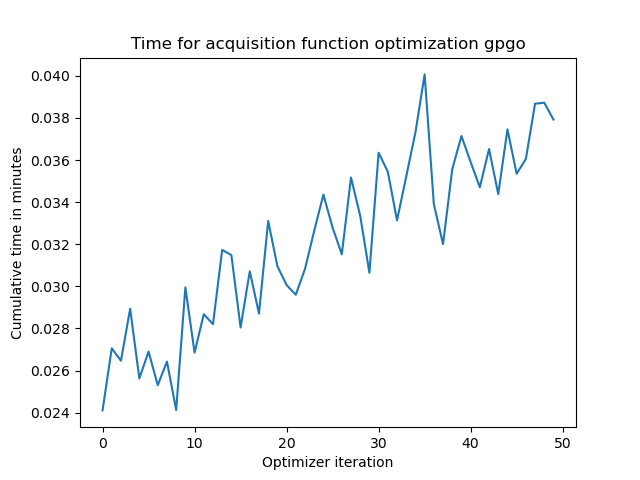 Time for acquisition function optimization gpgo
Cumulative time in minutes
0.040
0.038
0.036
0.034
0.032
0.030
0.028
0.026
0.024
0 10 20 30 40 50
Optimizer iteration